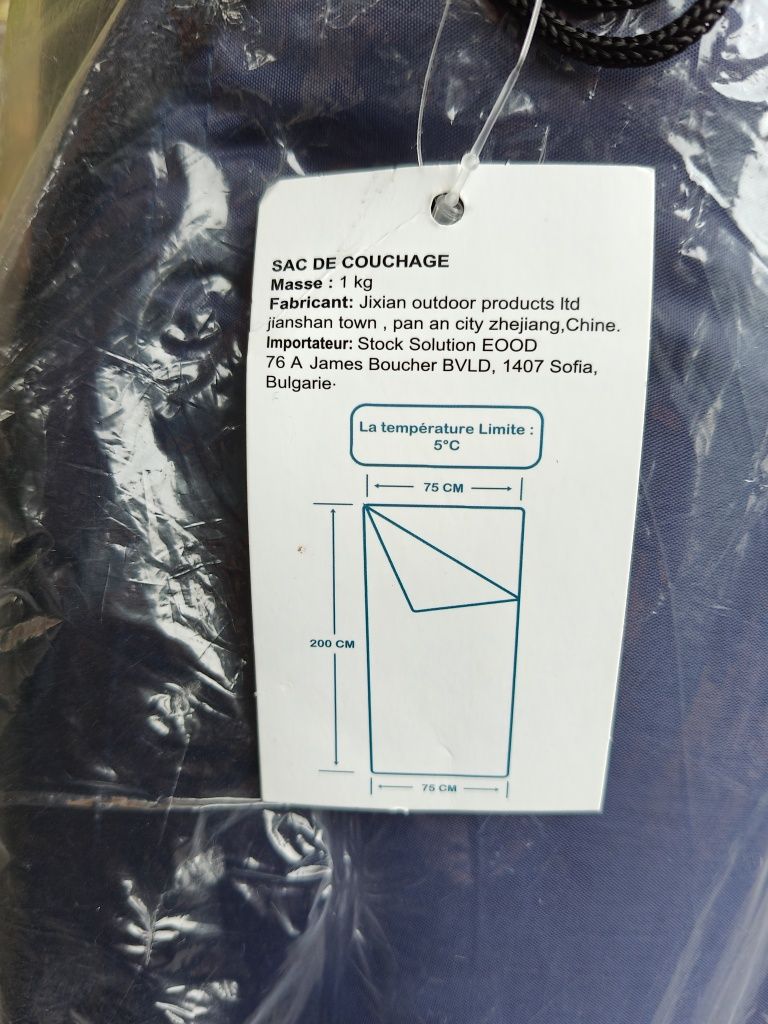 SAC DE COUCHAGE
Masse : 1 kg
Fabricant: Jixian outdoor products ltd
jianshan town , pan an city zhejiang,Chine.
Importateur: Stock Solution EOOD
76 A James Boucher BVLD, 1407 Sofia,
Bulgarie.
La température Limite :
5°C
75 CM
200 CM
75 CM